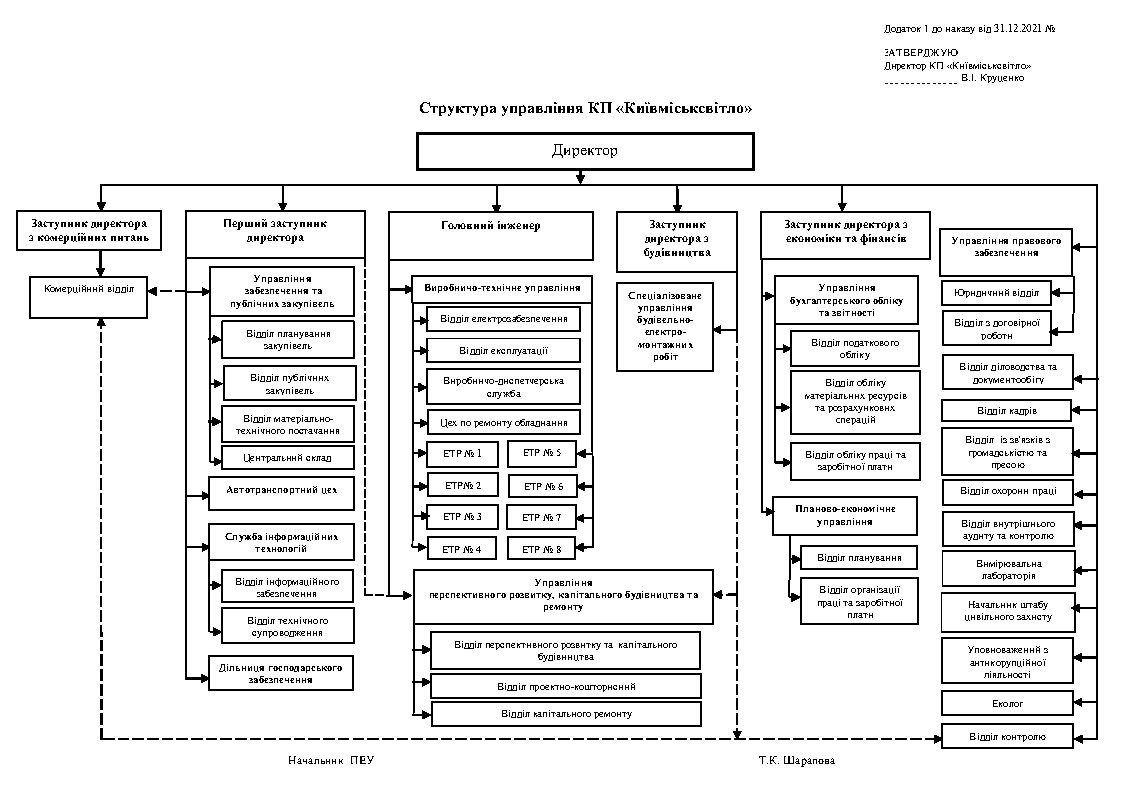 Додаток 1 до наказу від 31.12.2021 №
ЗАТВЕРДЖУЮ
Директор КП «Київміськсвітло»
______________ В.І. Круценко
Структура управління КП «Київміськсвітло»
Директор
Заступник директора
з комерційних питань
Комерційний відділ
Перший заступник
директора
Управління
забезпечення та
публічних закупівель
Відділ планування
закупівель
Відділ публічних
закупівель
Відділ матеріально-
технічного постачання
Центральний склад
Автотранспортний цех
Служба інформаційних
технологій
Відділ інформаційного
забезпечення
Відділ технічного
супроводження
Дільниця господарського
забезпечення
Головний інженер
Виробничо-технічне управління
Відділ електрозабезпечення
Відділ експлуатації
Виробничо-диспетчерська
служба
Цех по ремонту обладнання
ЕТР № 1
ЕТР № 5
ЕТР№ 2
ЕТР № 6
ЕТР № 3
ЕТР № 7
ЕТР № 4
ЕТР № 8
Управління
перспективного розвитку, капітального будівництва та
ремонту
Відділ перспективного розвитку та капітального
будівництва
Відділ проектно-кошторисний
Відділ капітального ремонту
Заступник
директора з
будівництва
Спеціалізоване
управління
будівельно-
електро-
монтажних
робіт
Заступник директора з
економіки та фінансів
Управління
бухгалтерського обліку
та звітності
Відділ податкового
обліку
Відділ обліку
матеріальних ресурсів
та розрахункових
операцій
Відділ обліку праці та
заробітної плати
Планово-економічне
управління
Відділ планування
Відділ організації
праці та заробітної
плати
Управління правового
забезпечення
Юридичний відділ
Відділ з договірної
роботи
Відділ діловодства та
документообігу
Відділ кадрів
Відділ із зв'язків з
громадськістю та
пресою
Відділ охорони праці
Відділ внутрішнього
аудиту та контролю
Вимірювальна
лабораторія
Начальник штабу
цивільного захисту
Уповноважений з
антикорупційної
діяльності
Еколог
Відділ контролю
Начальник ПЕУ
Т.К. Шарапова